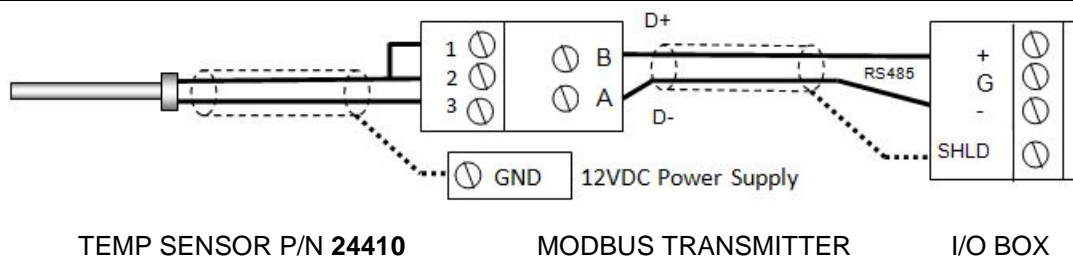 D+
1
2
3
B
A
RS485
D-
+
G
-
SHLD
GND
12VDC Power Supply
TEMP SENSOR P/N 24410
MODBUS TRANSMITTER
I/O BOX